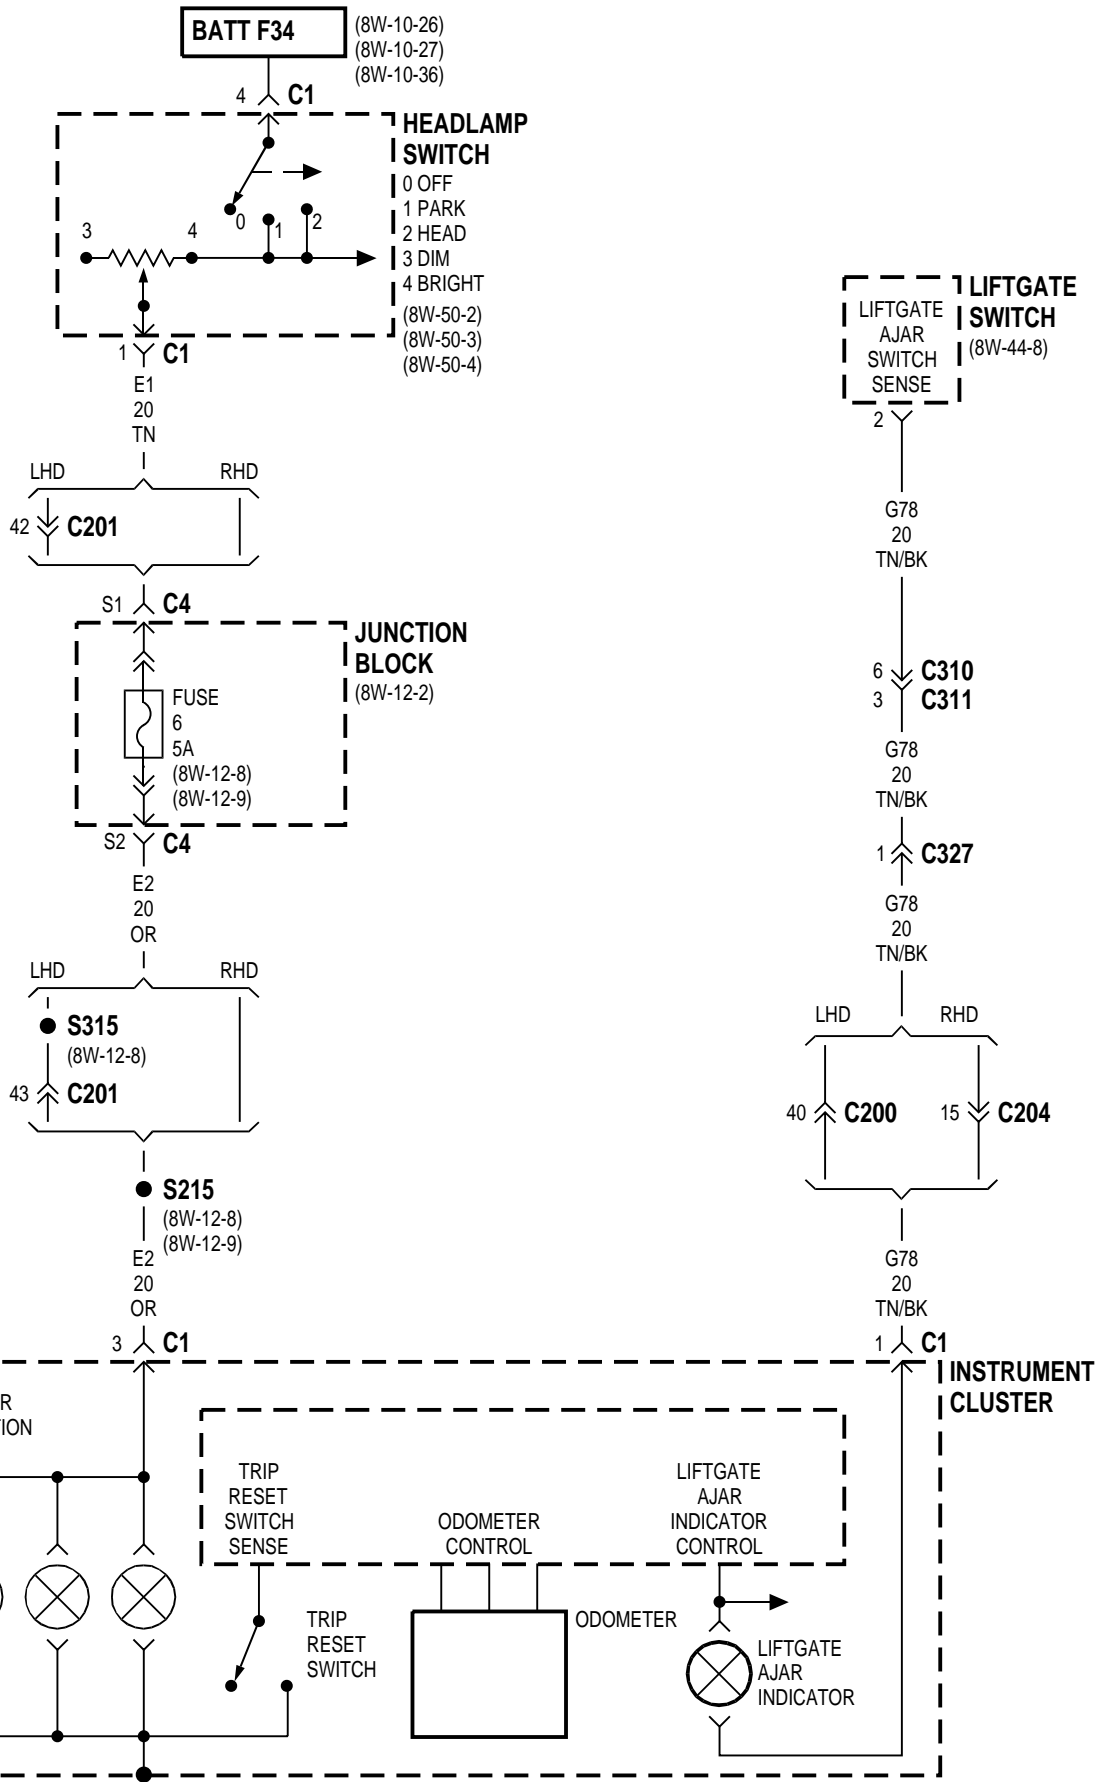 BATT F34
(8W-10-26)
(8W-10-27)
(8W-10-36)
4
C1
HEADLAMP
SWITCH
0 OFF
1 PARK
2 HEAD
3 DIM
4 BRIGHT
(8W-50-2)
(8W-50-3)
(8W-50-4)
0
1
2
3
4
1
C1
E1
20
TN
LHD
RHD
42
C201
S1
C4
JUNCTION
BLOCK
(8W-12-2)
FUSE
6
5A
(8W-12-8)
(8W-12-9)
S2
C4
E2
20
OR
LHD
RHD
S315
(8W-12-8)
43
C201
S215
(8W-12-8)
(8W-12-9)
E2
20
OR
3
C1
LIFTGATE
AJAR
SWITCH
SENSE
LIFTGATE
SWITCH
(8W-44-8)
2
G78
20
TN/BK
6
C310
3
C311
G78
20
TN/BK
1
C327
G78
20
TN/BK
LHD
RHD
40
C200
15
C204
G78
20
TN/BK
1
C1
INSTRUMENT
CLUSTER
R
TION
TRIP
RESET
SWITCH
SENSE
ODOMETER
CONTROL
LIFTGATE
AJAR
INDICATOR
CONTROL
TRIP
RESET
SWITCH
ODOMETER
LIFTGATE
AJAR
INDICATOR